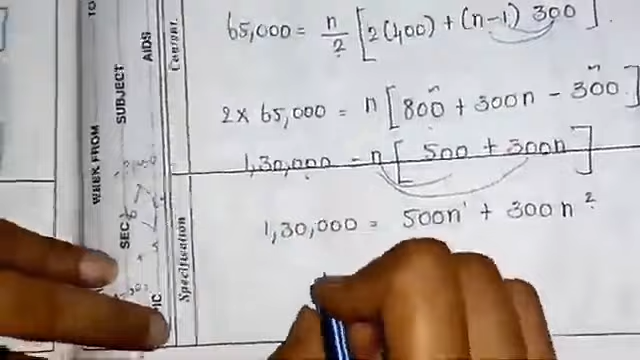 65,000 = n/2 [2(400) + (n-1) 300]
2 × 65,000 = n[800 + 300n - 300]
1,30,000 = n[500 + 300n]
1,30,000 = 500n + 300n²
TO
WEEK FROM
SUBJECT
AIDS
SEC
Content
Specification